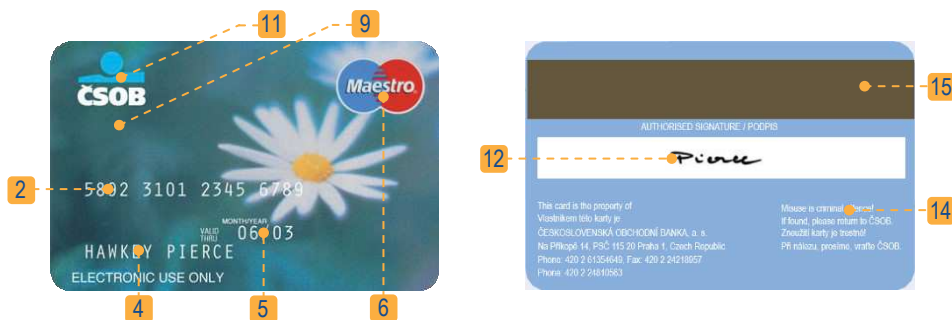 11
9
ČSOB
Maestro
15
AUTHORISED SIGNATURE / PODPIS
12
Pierce
2
5892 3101 2345 6789
MONTH/YEAR
VALID THRU 06 03
HAWKEY PIERCE
ELECTRONIC USE ONLY
4
5
6
This card is the property of
Vlastníkem této karty je
ČESKOSLOVENSKÁ OBCHODNÍ BANKA, a. s.
Na Příkopě 14, PSČ 115 20 Praha 1, Czech Republic
Phone: 420 2 61354649, Fax: 420 2 24218957
Phone: 420 2 24810563
Misuse is criminal offence!
If found, please return to ČSOB.
Zneužití karty je trestné!
Při nálezu, prosíme, vraťte ČSOB.
14